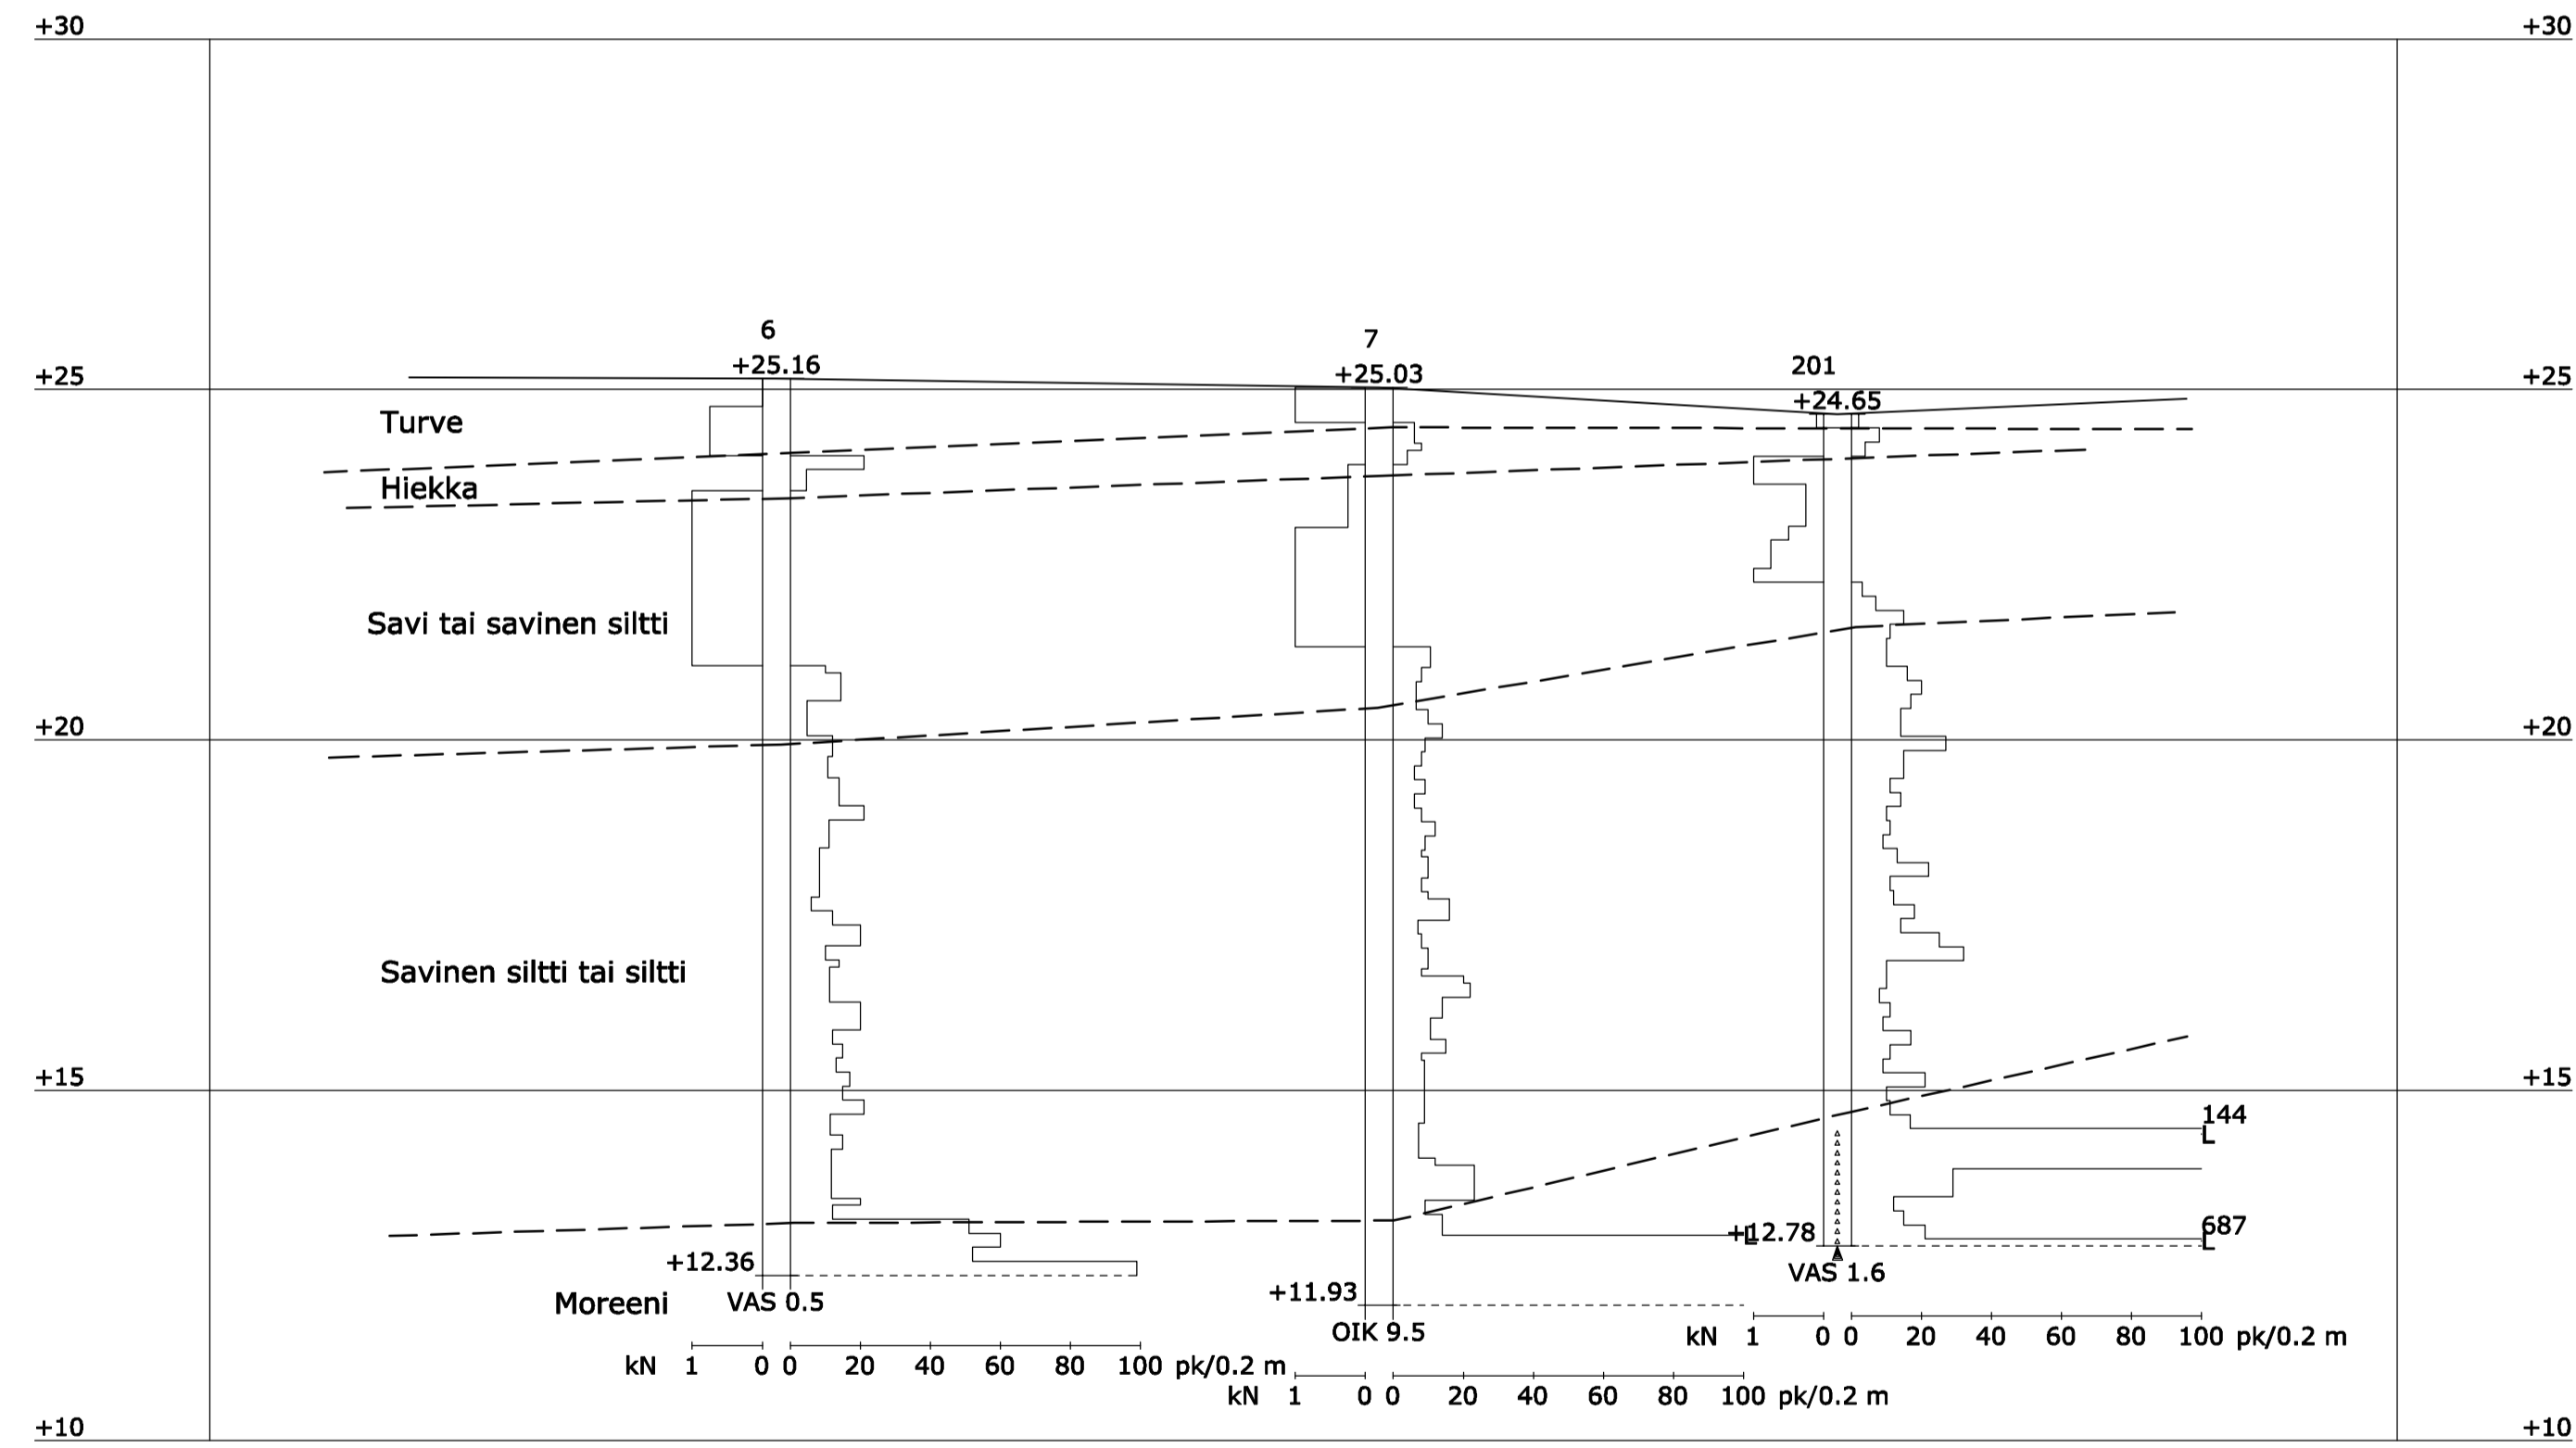 +30 +30
6
7
+25.16
201
+25.03
+25 +25
+24.65
Turve
Hiekka
Savi tai savinen siltti
+20 +20
Savinen siltti tai siltti
+15 +15
144
L
687
L
+12.78
L
+12.36
+11.93
VAS 1.6
Moreeni
VAS 0.5
OIK 9.5
kN 1 0 0 20 40 60 80 100 pk/0.2 m
kN 1 0 0 20 40 60 80 100 pk/0.2 m
kN 1 0 0 20 40 60 80 100 pk/0.2 m
+10 +10